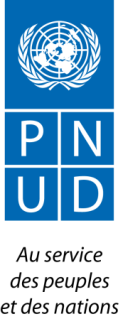 P N
U D
Au service
des peuples
et des nations